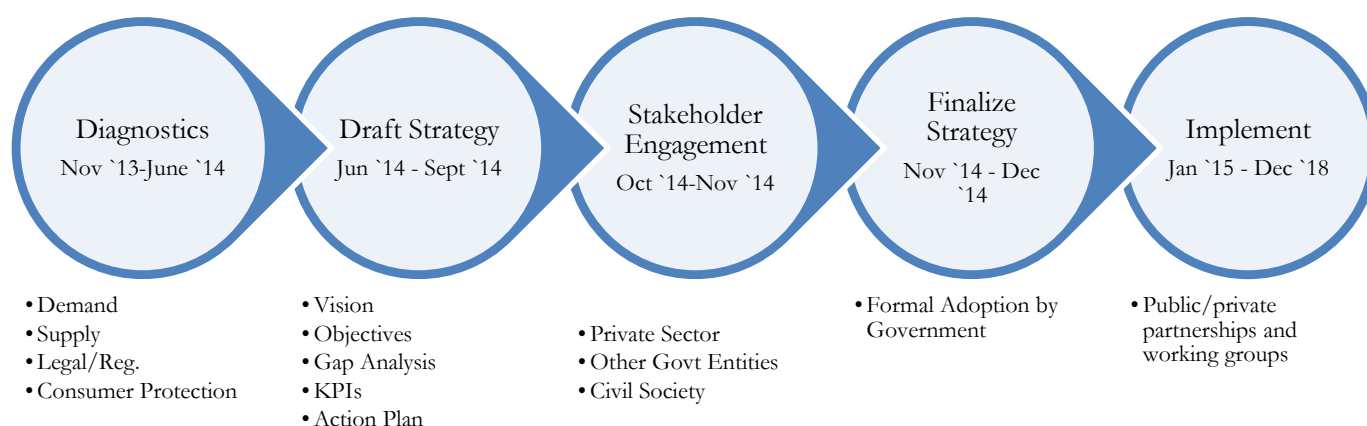 Diagnostics
Nov `13-June `14
Draft Strategy
Jun `14 - Sept `14
Stakeholder
Engagement
Oct `14-Nov `14
Finalize
Strategy
Nov `14 - Dec
`14
Implement
Jan `15 - Dec `18
• Demand
• Supply
• Legal/Reg.
• Consumer Protection
• Vision
• Objectives
• Gap Analysis
• KPIs
• Action Plan
• Private Sector
• Other Govt Entities
• Civil Society
• Formal Adoption by
Government
• Public/private
partnerships and
working groups